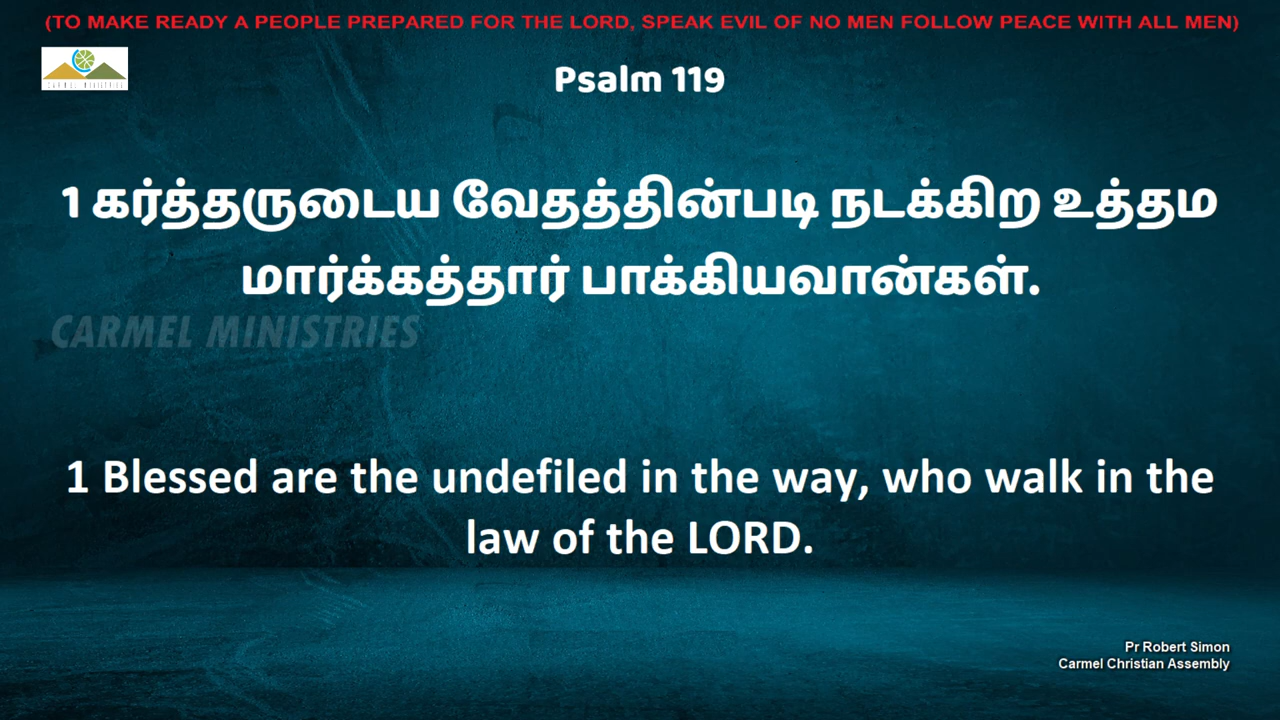 (TO MAKE READY A PEOPLE PREPARED FOR THE LORD, SPEAK EVIL OF NO MEN FOLLOW PEACE WITH ALL MEN)
CARMEL MINISTRIES
Psalm 119
1 கர்த்தருடைய வேதத்தின்படி நடக்கிற உத்தம
மார்க்கத்தார் பாக்கியவான்கள்.
CARMEL MINISTRIES
1 Blessed are the undefiled in the way, who walk in the
law of the LORD.
Pr Robert Simon
Carmel Christian Assembly